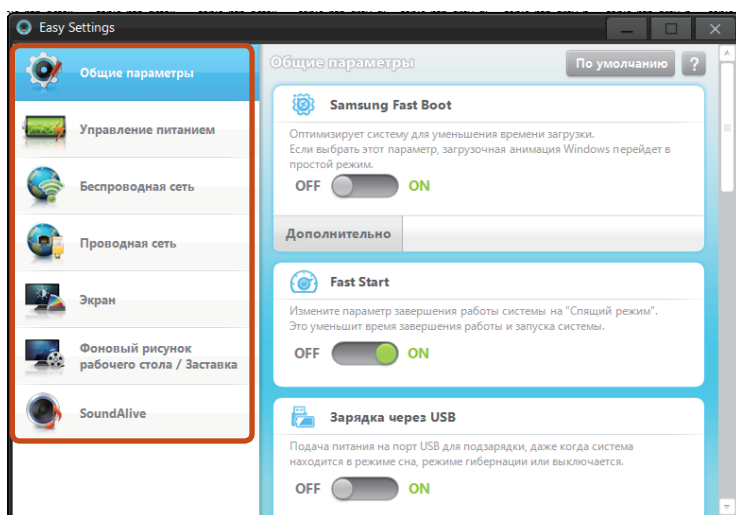 Easy Settings
Общие параметры
Управление питанием
Беспроводная сеть
Проводная сеть
Экран
Фоновый рисунок
рабочего стола / Заставка
SoundAlive
Общие параметры
По умолчанию
?
Samsung Fast Boot
Оптимизирует систему для уменьшения времени загрузки.
Если выбрать этот параметр, загрузочная анимация Windows перейдет в
простой режим.
OFF ON
Дополнительно
Fast Start
Измените параметр завершения работы системы на "Спящий режим".
Это уменьшит время завершения работы и запуска системы.
OFF ON
Зарядка через USB
Подача питания на порт USB для подзарядки, даже когда система
находится в режиме сна, режиме гибернации или выключается.
OFF ON